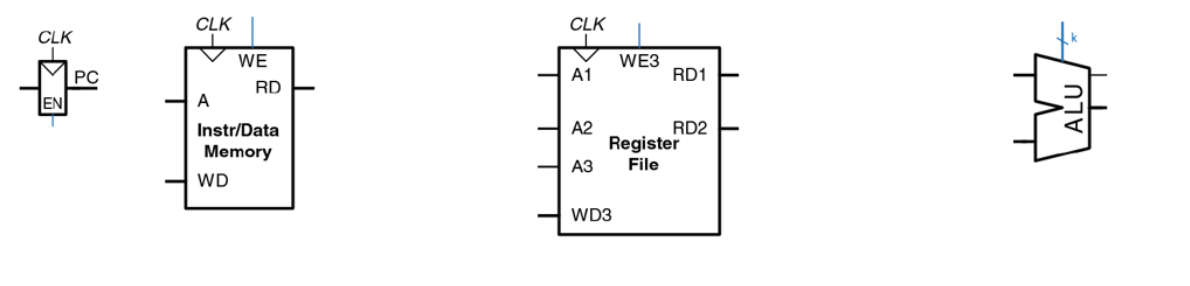 CLK
PC
EN
CLK
WE
RD
A
Instr/Data
Memory
WD
CLK
WE3
A1
RD1
A2
RD2
Register
File
A3
WD3
k
ALU